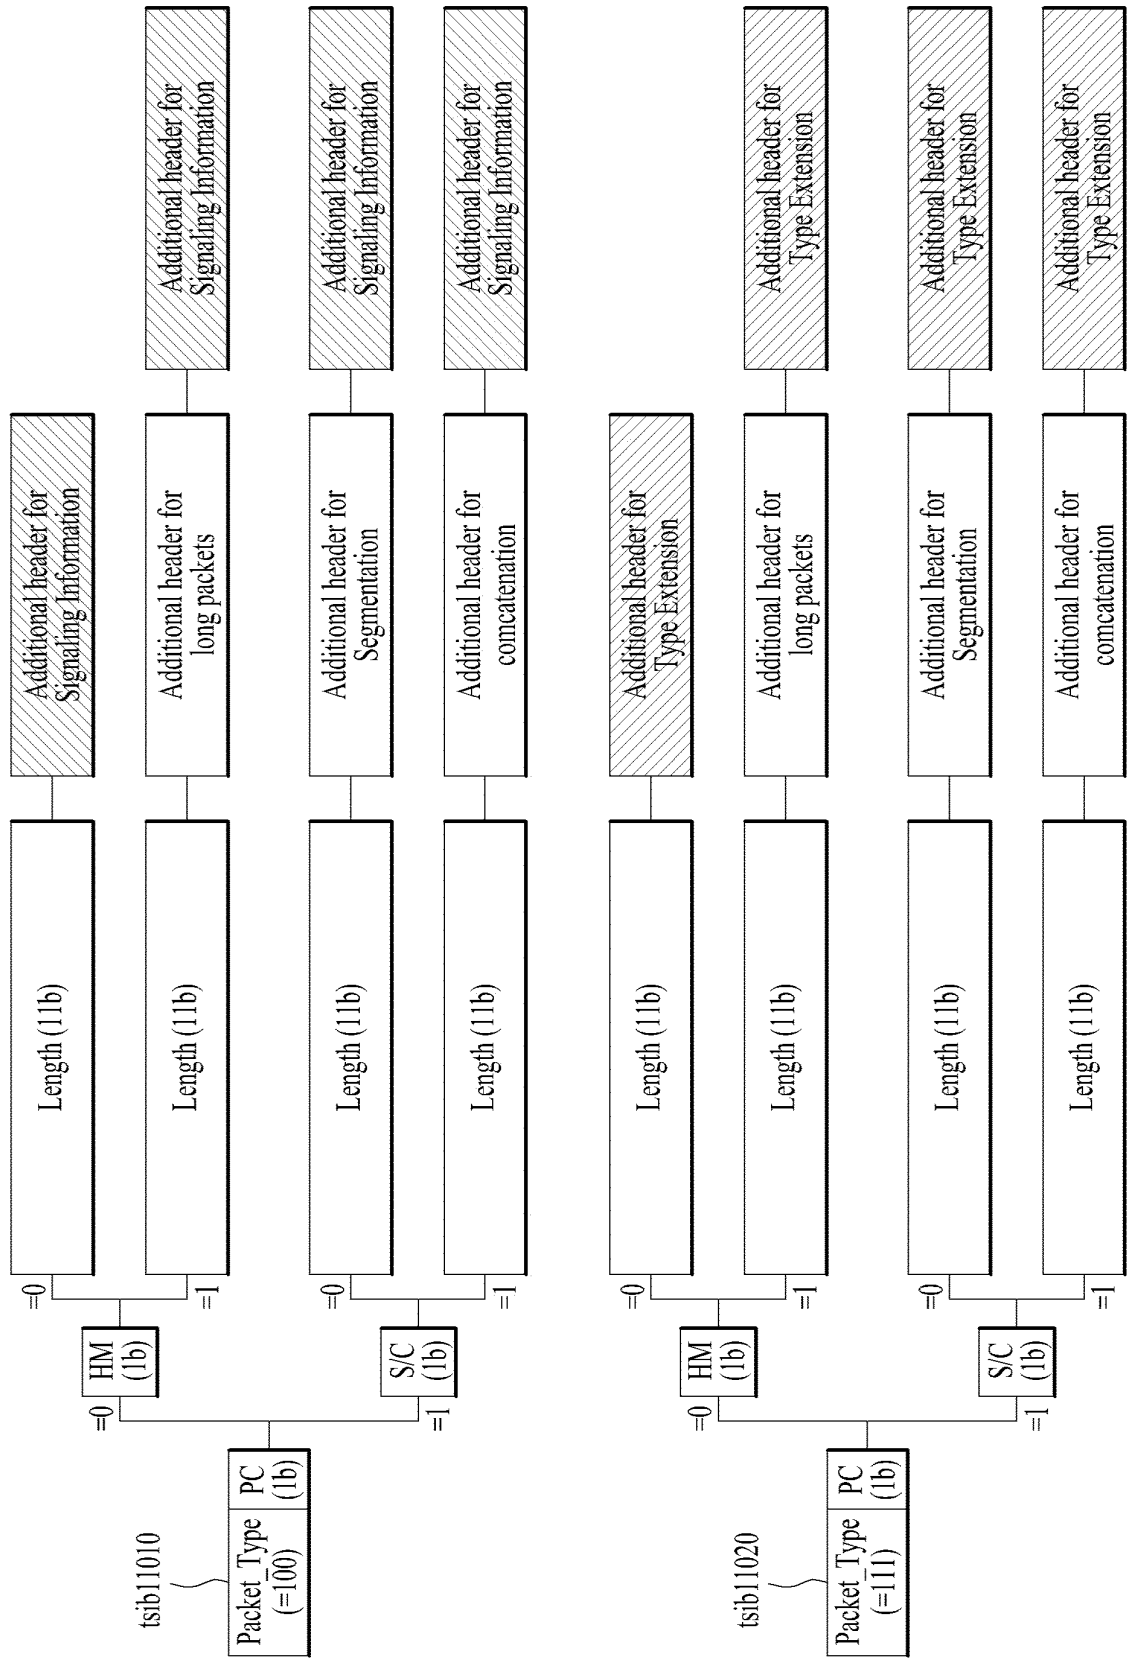 tsib11010
Packet_Type
(=100)
PC
(1b)
=0
HM
(1b)
=0
Length (11b)
Additional header for
Signaling Information
=1
Length (11b)
Additional header for
long packets
Additional header for
Signaling Information
=1
S/C
(1b)
=0
Length (11b)
Additional header for
Segmentation
Additional header for
Signaling Information
=1
Length (11b)
Additional header for
comcatenation
Additional header for
Signaling Information
tsib11020
Packet_Type
(=111)
PC
(1b)
=0
HM
(1b)
=0
Length (11b)
Additional header for
Type Extension
=1
Length (11b)
Additional header for
long packets
Additional header for
Type Extension
=1
S/C
(1b)
=0
Length (11b)
Additional header for
Segmentation
Additional header for
Type Extension
=1
Length (11b)
Additional header for
comcatenation
Additional header for
Type Extension